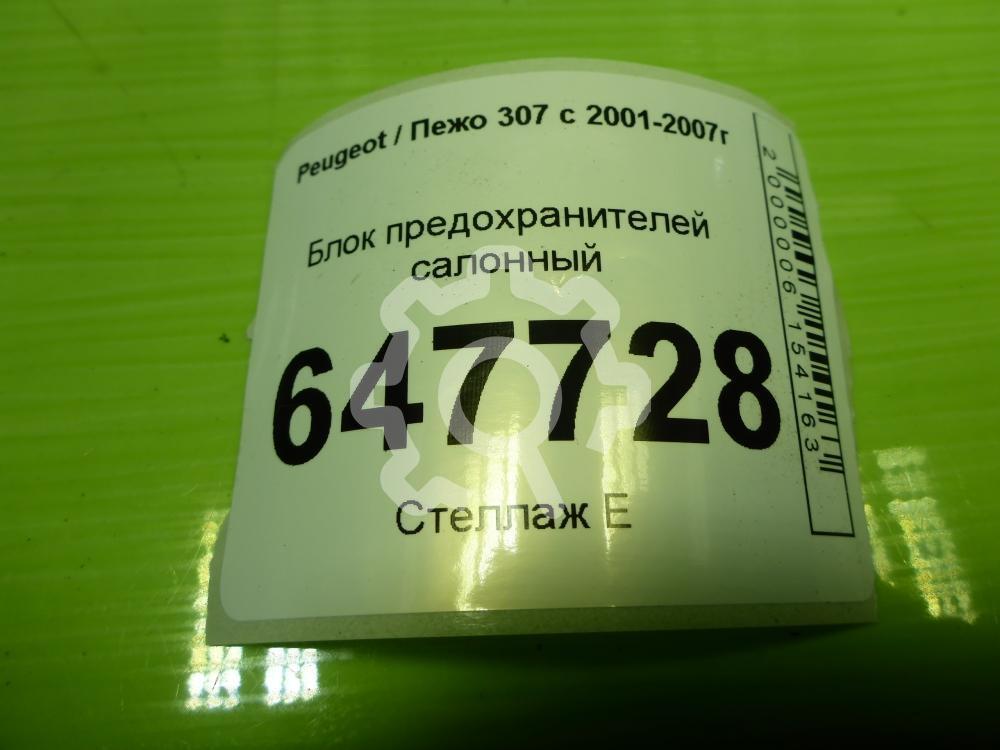 Peugeot / Пежо 307 с 2001-2007г
Блок предохранителей
салонный
647728
Стеллаж Е
2000006154163